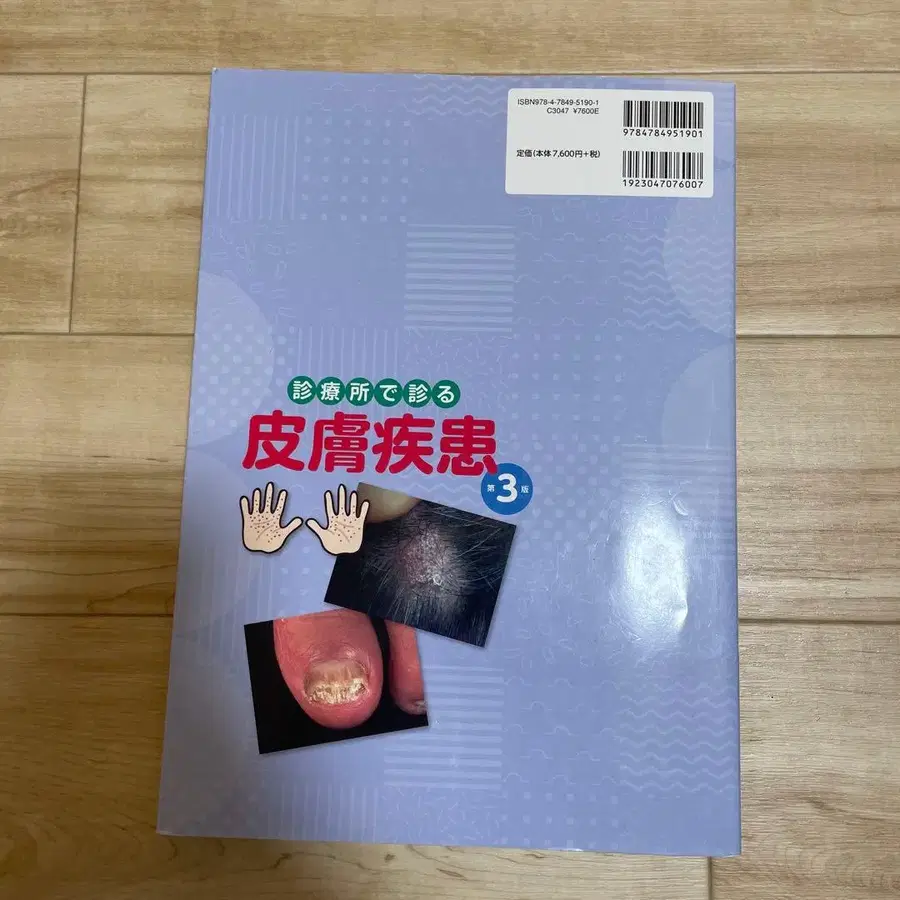 ISBN978-4-7849-5190-1
C3047 ¥7600E
9784784951901
定価(本体7,600円+税)
1923047076007
診療所で診る
皮膚疾患
第3版